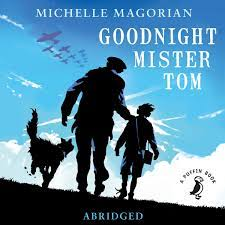 MICHELLE MAGORIAN
GOODNIGHT
MISTER
TOM
A PUFFIN BOOK
ABRIDGED